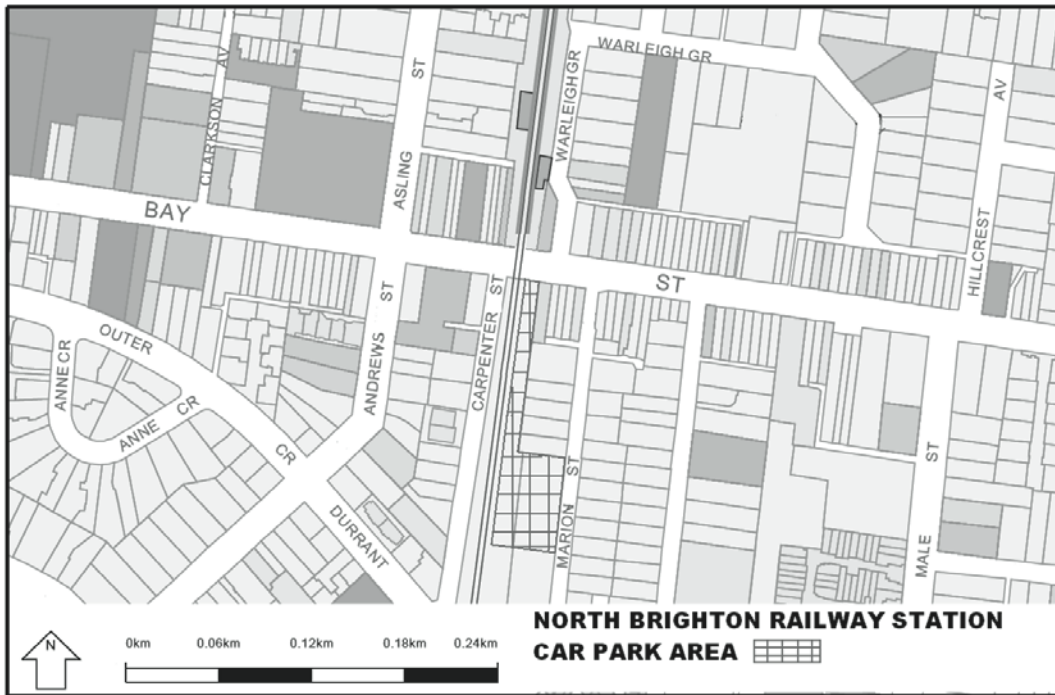 WARLEIGH GR
CLARKSON AV
ASLING ST
WARLEIGH GR
HILLCREST AV
BAY ST
OUTER CR
ANNE CR
ANNE CR
ANDREWS ST
CARPENTER ST
DURRANT
MARION ST
MALE ST
N
0km 0.06km 0.12km 0.18km 0.24km
NORTH BRIGHTON RAILWAY STATION
CAR PARK AREA